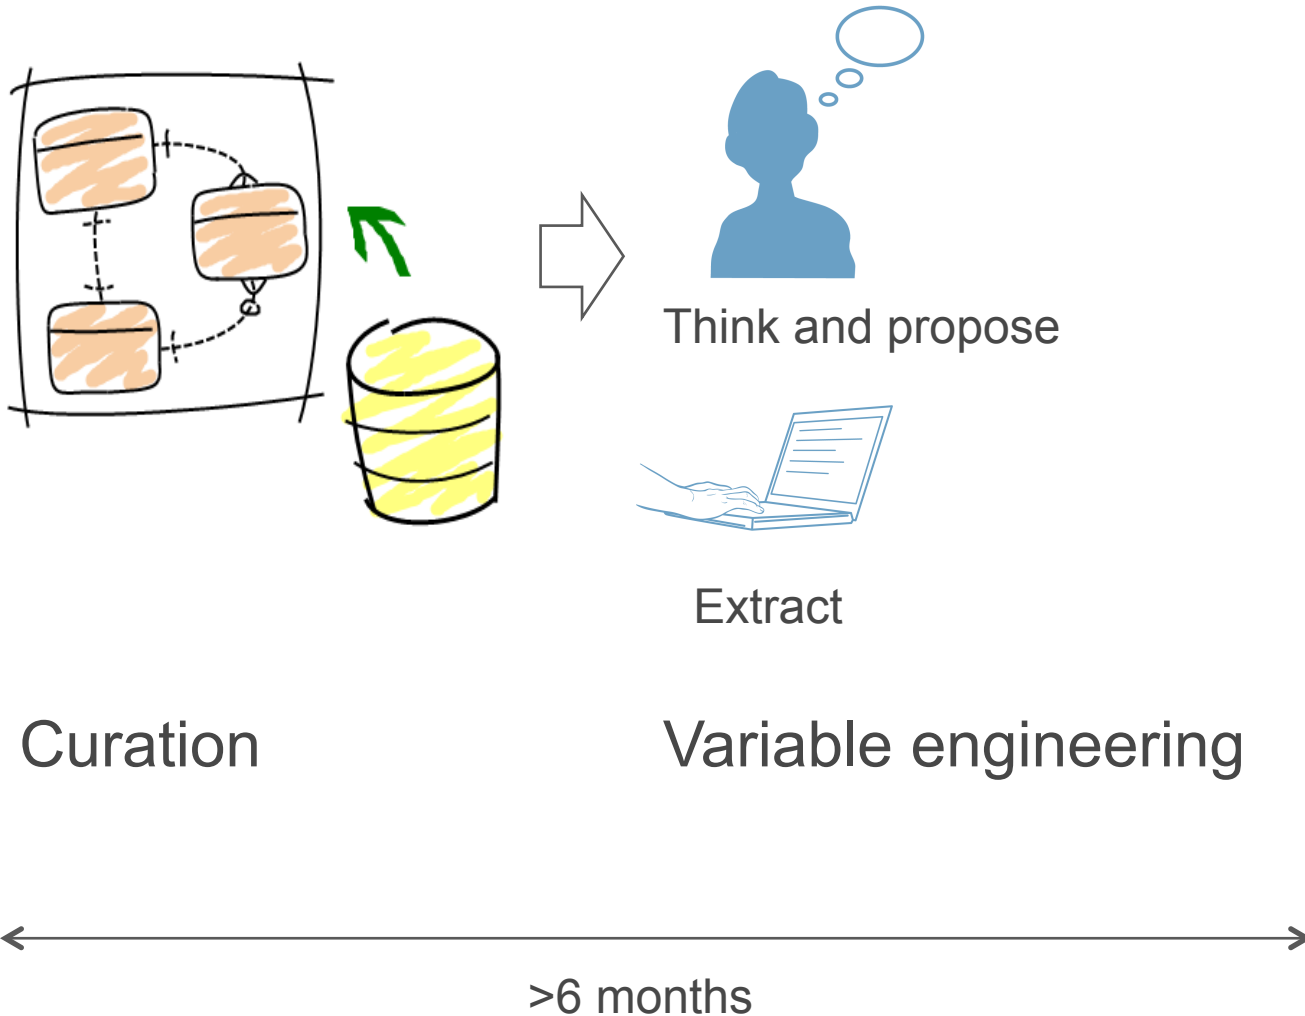 Think and propose
Extract
Curation
Variable engineering
>6 months